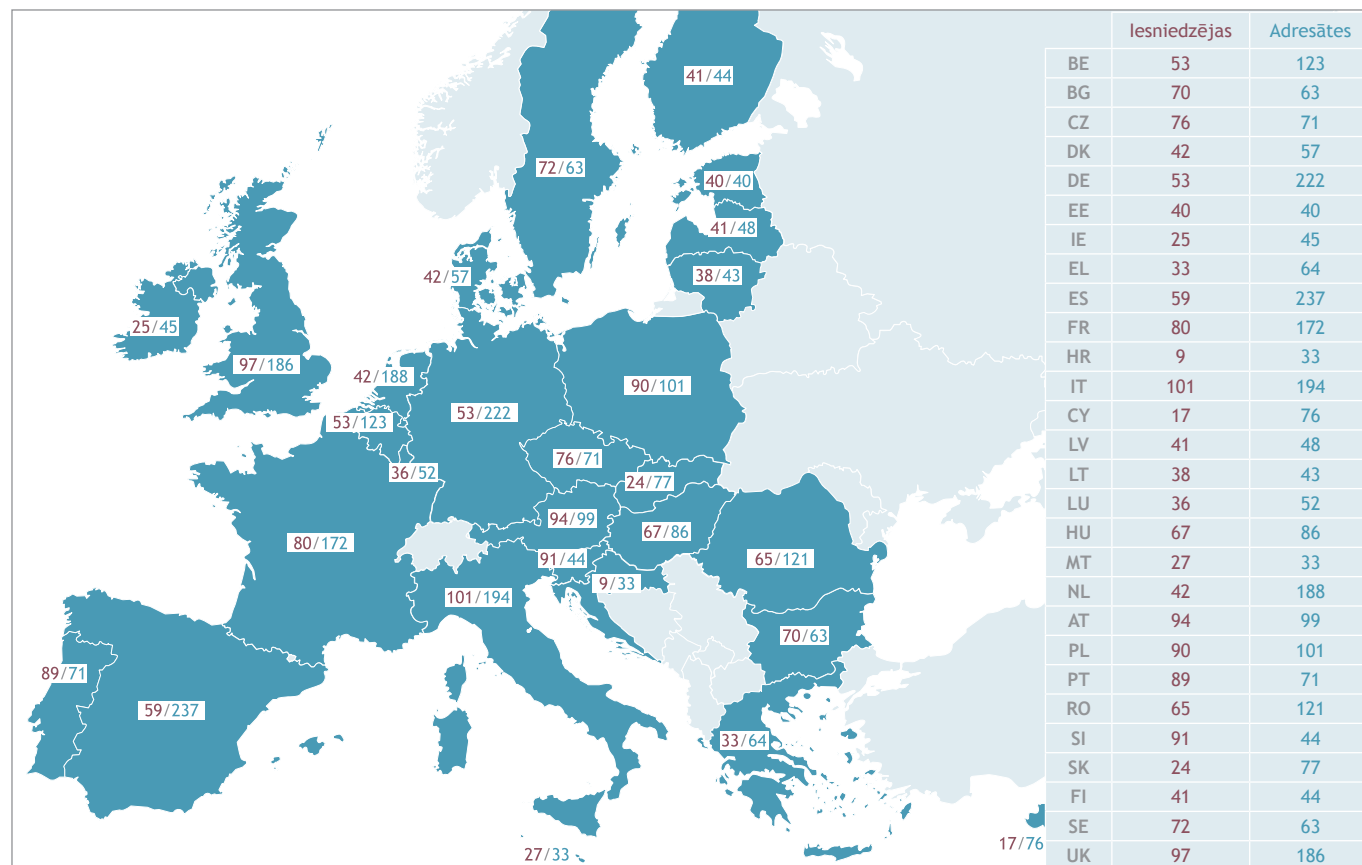 41/44
72/63
40/40
41/48
42/57
38/43
25/45
97/186
42/188
90/101
53/123
53/222
36/52
76/71
24/77
94/99
67/86
80/172
91/44
65/121
9/33
101/194
70/63
89/71
59/237
33/64
17/76
27/33
Iesniedzējas Adresātes
BE 53 123
BG 70 63
CZ 76 71
DK 42 57
DE 53 222
EE 40 40
IE 25 45
EL 33 64
ES 59 237
FR 80 172
HR 9 33
IT 101 194
CY 17 76
LV 41 48
LT 38 43
LU 36 52
HU 67 86
MT 27 33
NL 42 188
AT 94 99
PL 90 101
PT 89 71
RO 65 121
SI 91 44
SK 24 77
FI 41 44
SE 72 63
UK 97 186